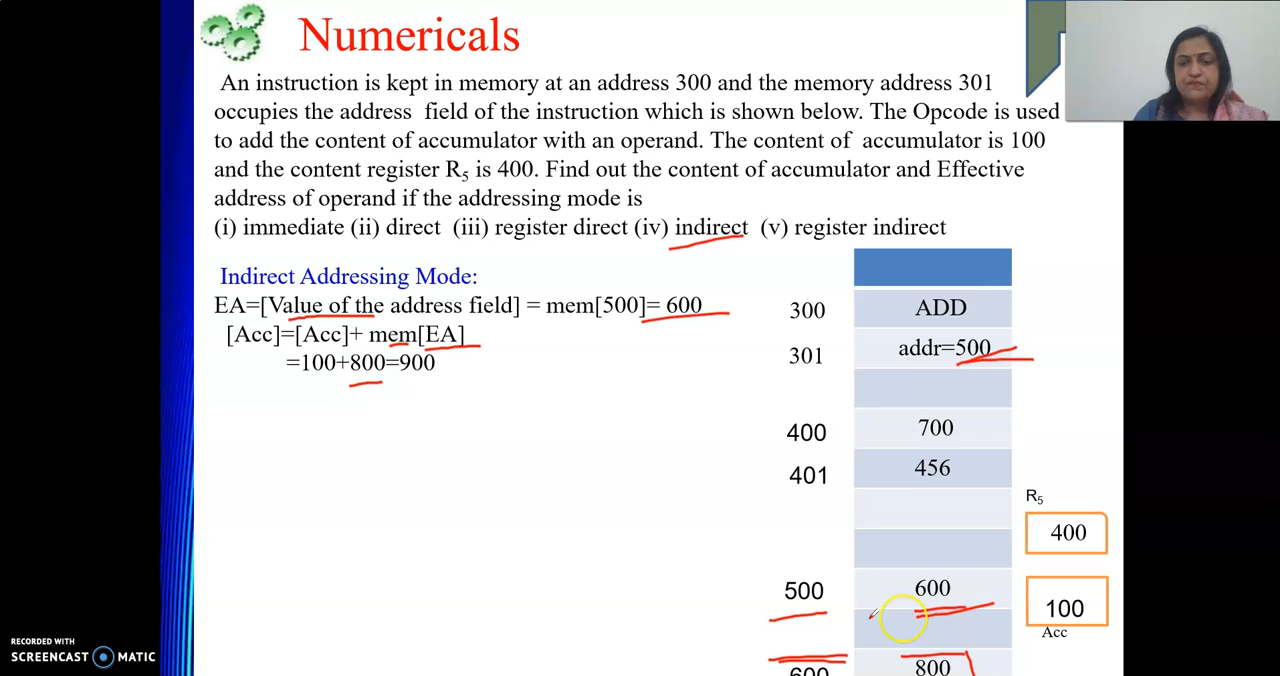 Numericals
An instruction is kept in memory at an address 300 and the memory address 301
occupies the address field of the instruction which is shown below. The Opcode is used
to add the content of accumulator with an operand. The content of accumulator is 100
and the content register R5 is 400. Find out the content of accumulator and Effective
address of operand if the addressing mode is
(i) immediate (ii) direct (iii) register direct (iv) indirect (v) register indirect
Indirect Addressing Mode:
EA=[Value of the address field] = mem[500]= 600
[Acc]=[Acc]+ mem[EA]
=100+800=900
300 ADD
301 addr=500
400 700
401 456
R5
400
500 600
100
Acc
600 800
RECORDED WITH
SCREENCAST MATIC